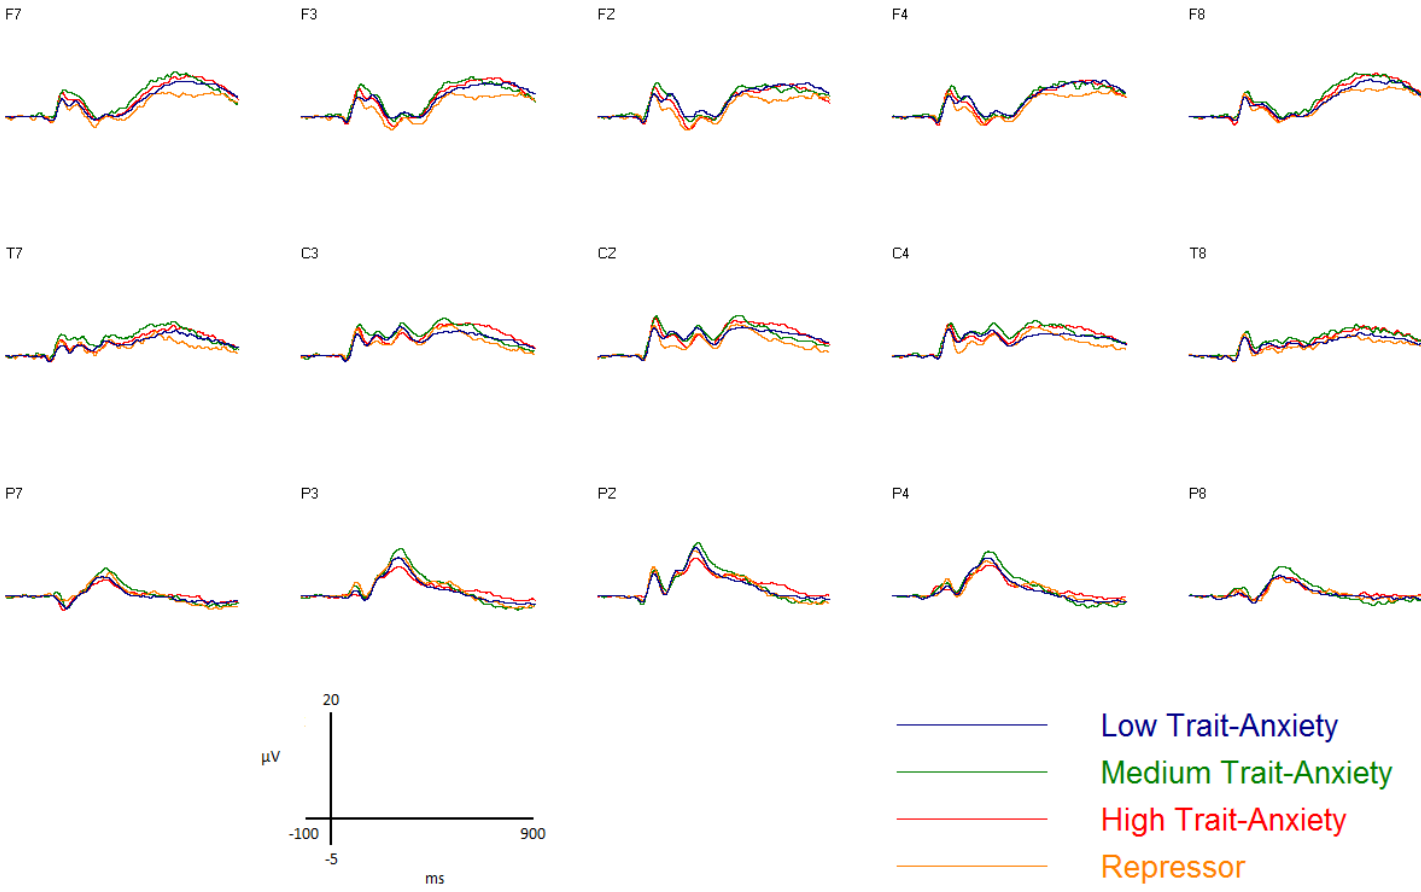 F7
F3
FZ
F4
F8
T7
C3
CZ
C4
T8
P7
P3
PZ
P4
P8
20
µV
-100
900
-5
ms
Low Trait-Anxiety
Medium Trait-Anxiety
High Trait-Anxiety
Repressor